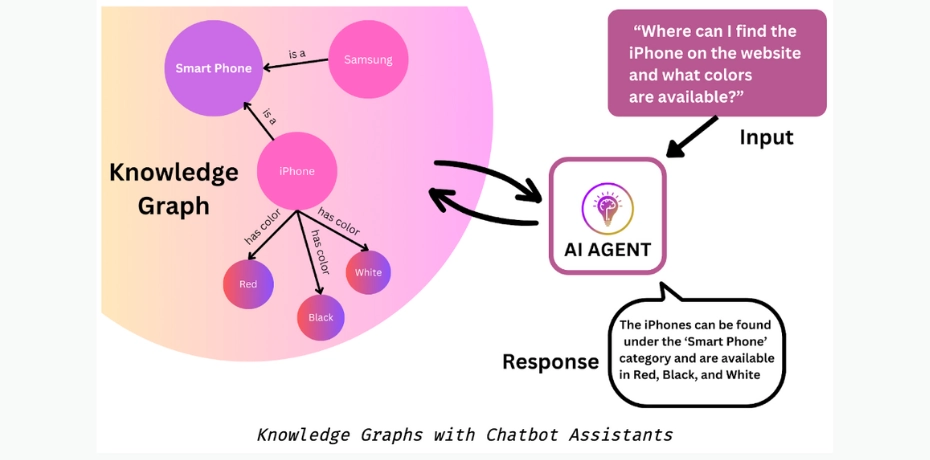 Smart Phone
is a
Samsung
is a
iPhone
Knowledge
Graph
has color
has color
has color
Red
Black
White
“Where can I find the
iPhone on the website
and what colors
are available?”
Input
AI AGENT
Response
The iPhones can be found
under the ‘Smart Phone’
category and are available
in Red, Black, and White
Knowledge Graphs with Chatbot Assistants